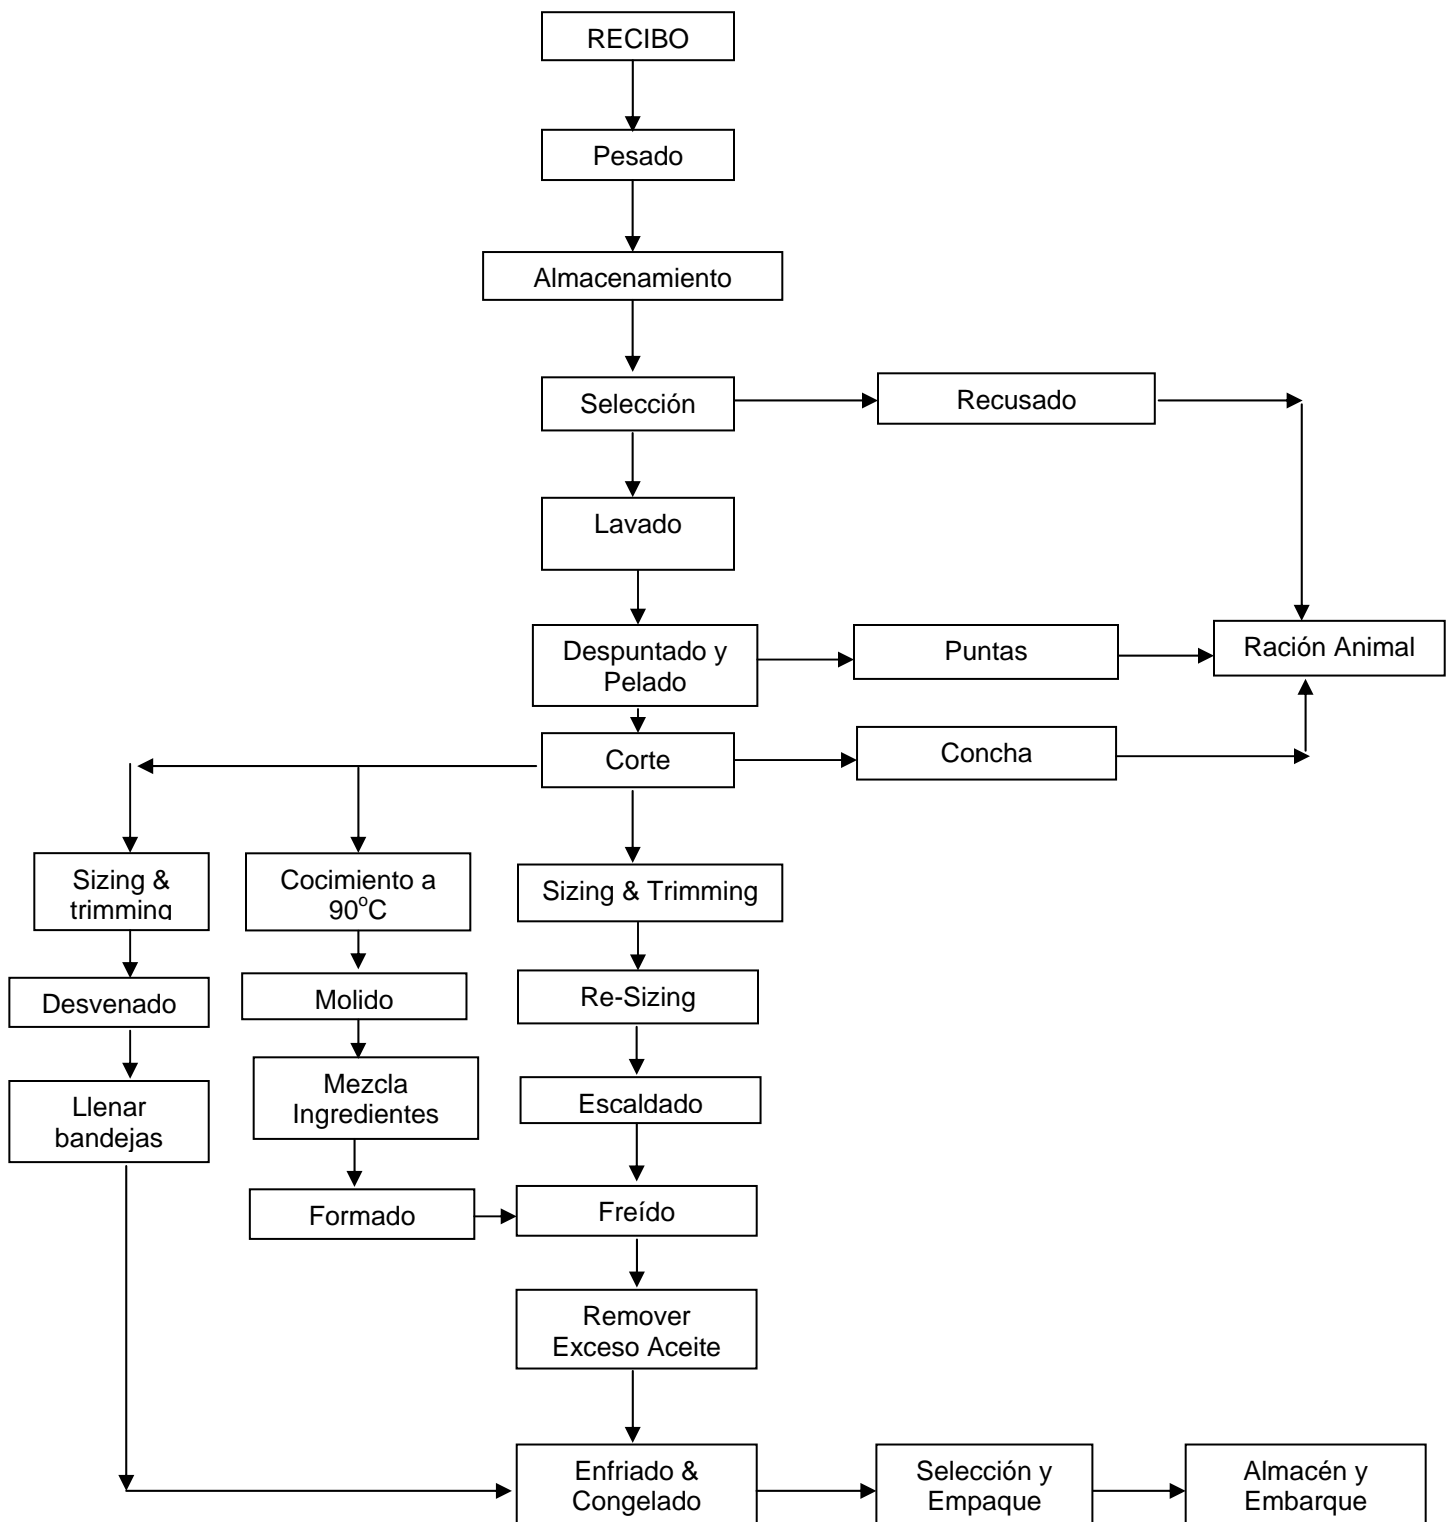 RECIBO
Pesado
Almacenamiento
Selección
Recusado
Lavado
Despuntado y
Pelado
Puntas
Ración Animal
Corte
Concha
Sizing &
trimming
Cocimiento a
90°C
Sizing & Trimming
Desvenado
Molido
Re-Sizing
Llenar
bandejas
Mezcla
Ingredientes
Escaldado
Formado
Freído
Remover
Exceso Aceite
Enfriado &
Congelado
Selección y
Empaque
Almacén y
Embarque